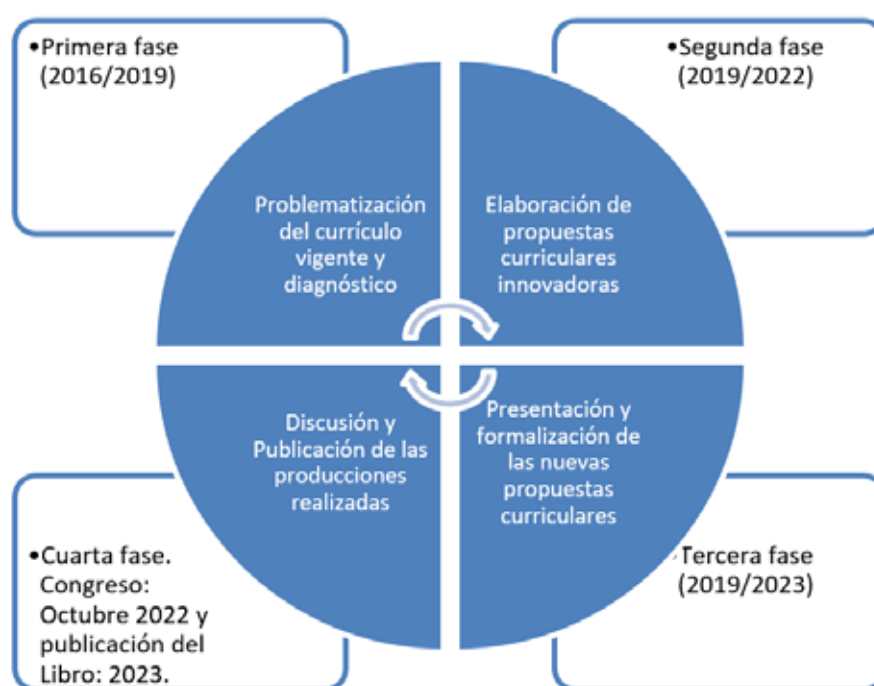 •Primera fase
(2016/2019)
•Segunda fase
(2019/2022)
Problematización
del currículo
vigente y
diagnóstico
Elaboración de
propuestas
curriculares
innovadoras
Discusión y
Publicación de las
producciones
realizadas
Presentación y
formalización de
las nuevas
propuestas
curriculares
•Cuarta fase.
Congreso:
Octubre 2022 y
publicación del
Libro: 2023.
•Tercera fase
(2019/2023)